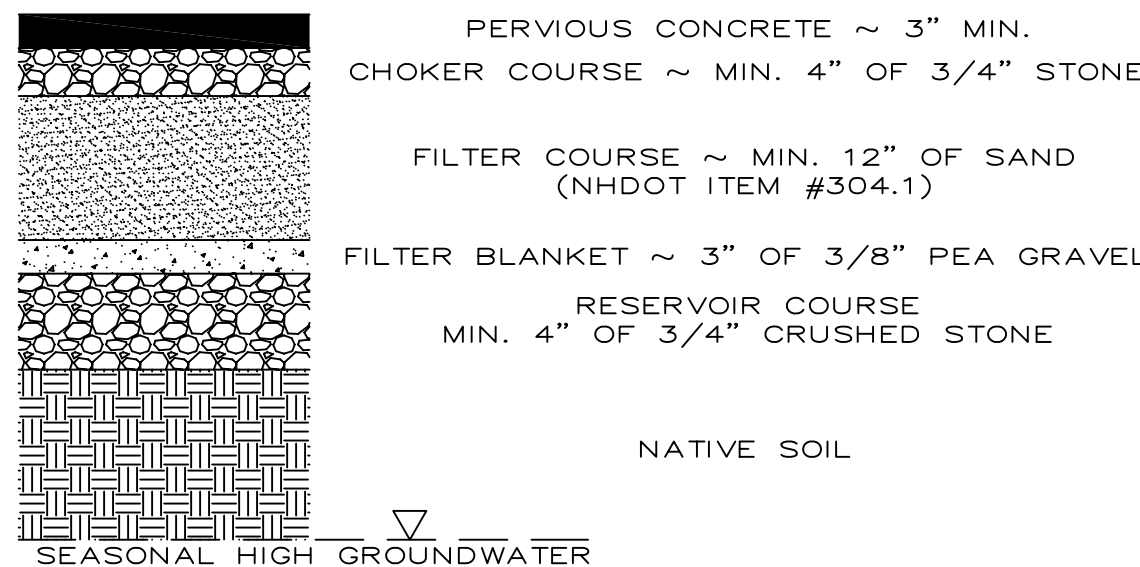 PERVIOUS CONCRETE ~ 3” MIN.
CHOKER COURSE ~ MIN. 4” OF 3/4” STONE
FILTER COURSE ~ MIN. 12” OF SAND
(NHDOT ITEM #304.1)
FILTER BLANKET ~ 3” OF 3/8” PEA GRAVEL
RESERVOIR COURSE
MIN. 4” OF 3/4” CRUSHED STONE
NATIVE SOIL
SEASONAL HIGH GROUNDWATER